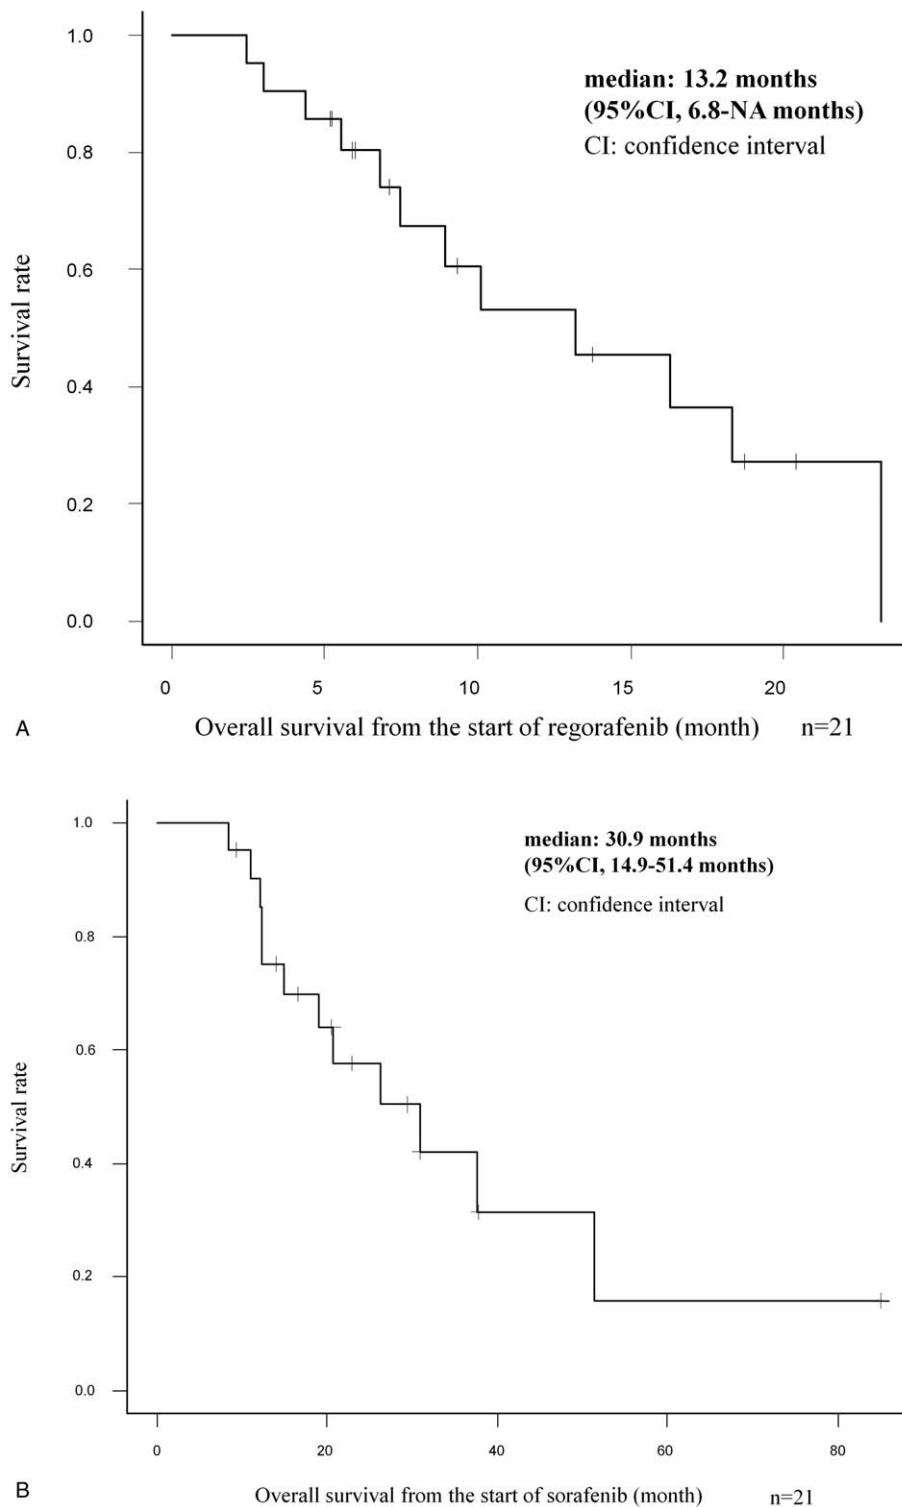 1.0
median: 13.2 months
(95%CI, 6.8-NA months)
CI: confidence interval
0.8
0.6
Survival rate
0.4
0.2
0.0
0 5 10 15 20
A Overall survival from the start of regorafenib (month) n=21
1.0
median: 30.9 months
(95%CI, 14.9-51.4 months)
CI: confidence interval
0.8
0.6
Survival rate
0.4
0.2
0.0
0 20 40 60 80
B Overall survival from the start of sorafenib (month) n=21